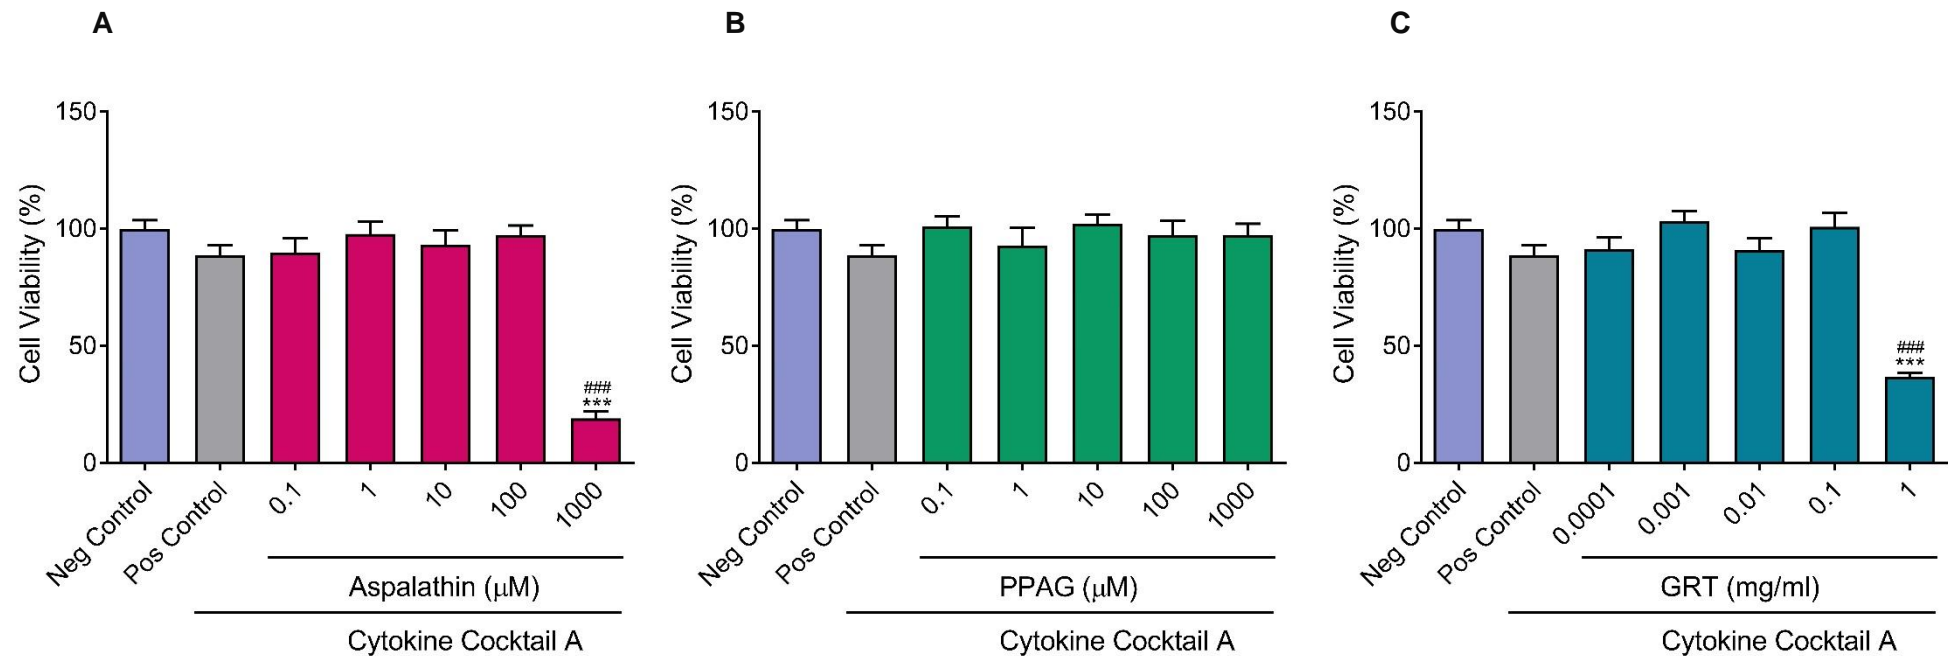 A
150
100
50
0
Cell Viability (%)
###
***
Neg Control
Pos Control
0.1
1
10
100
1000
Aspalathin (μM)
Cytokine Cocktail A
B
150
100
50
0
Cell Viability (%)
Neg Control
Pos Control
0.1
1
10
100
1000
PPAG (μM)
Cytokine Cocktail A
C
150
100
50
0
Cell Viability (%)
###
***
Neg Control
Pos Control
0.0001
0.001
0.01
0.1
1
GRT (mg/ml)
Cytokine Cocktail A